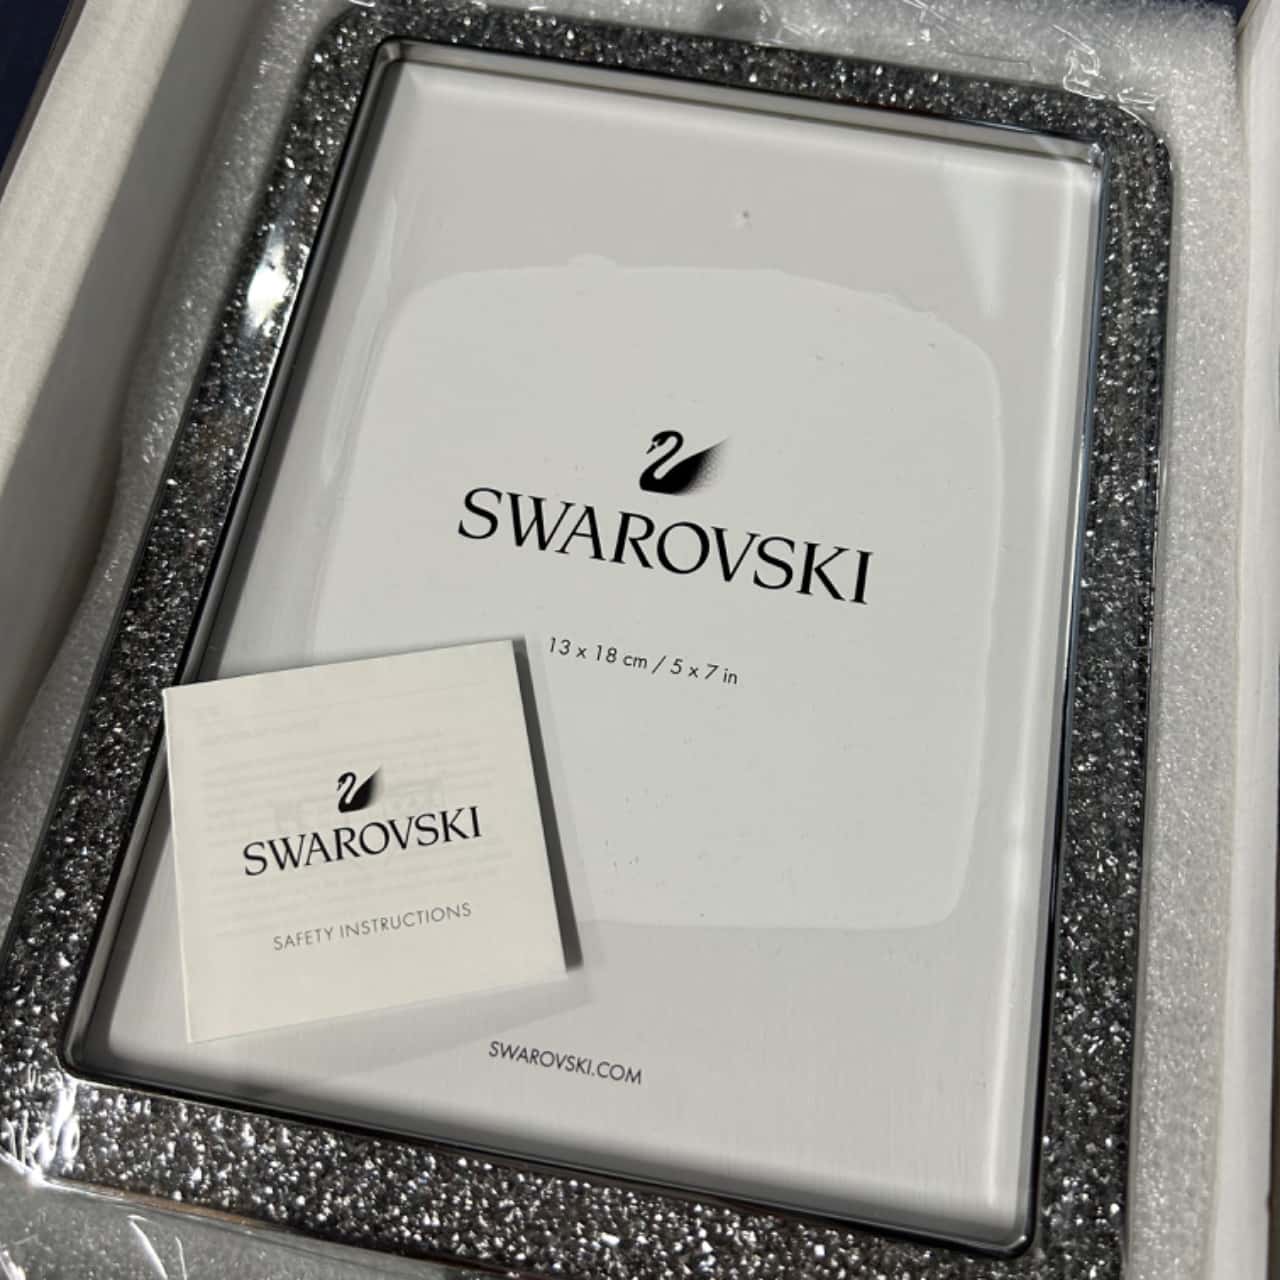 SWAROVSKI
13 x 18 cm / 5 x 7 in
SWAROVSKI
SAFETY INSTRUCTIONS
SWAROVSKI.COM